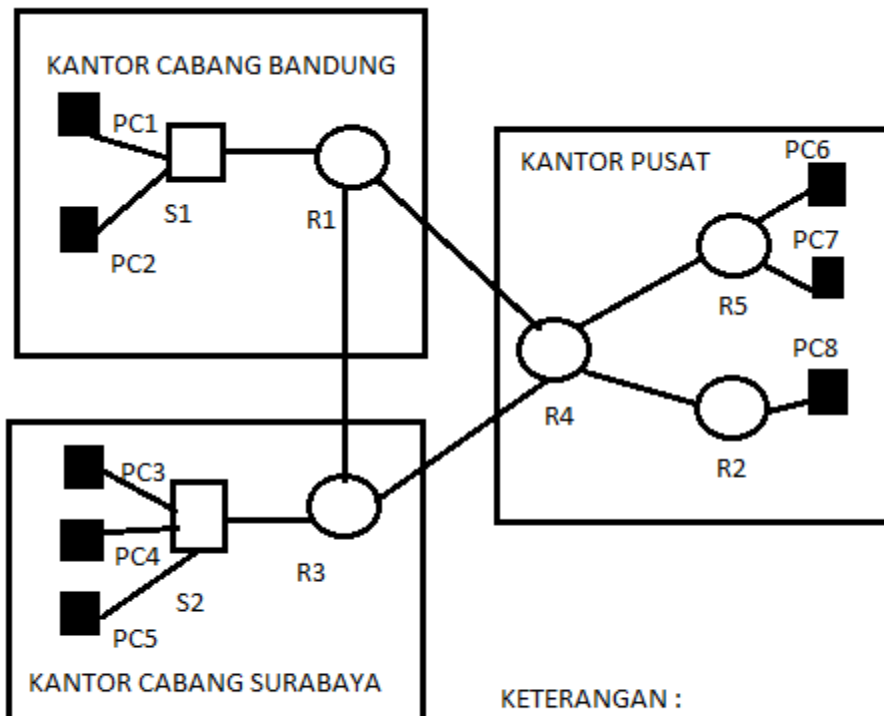 KANTOR CABANG BANDUNG
PC1
S1
R1
PC2
KANTOR PUSAT
PC6
PC7
R5
PC8
R4
R2
PC3
PC4
S2
R3
PC5
KANTOR CABANG SURABAYA
KETERANGAN :